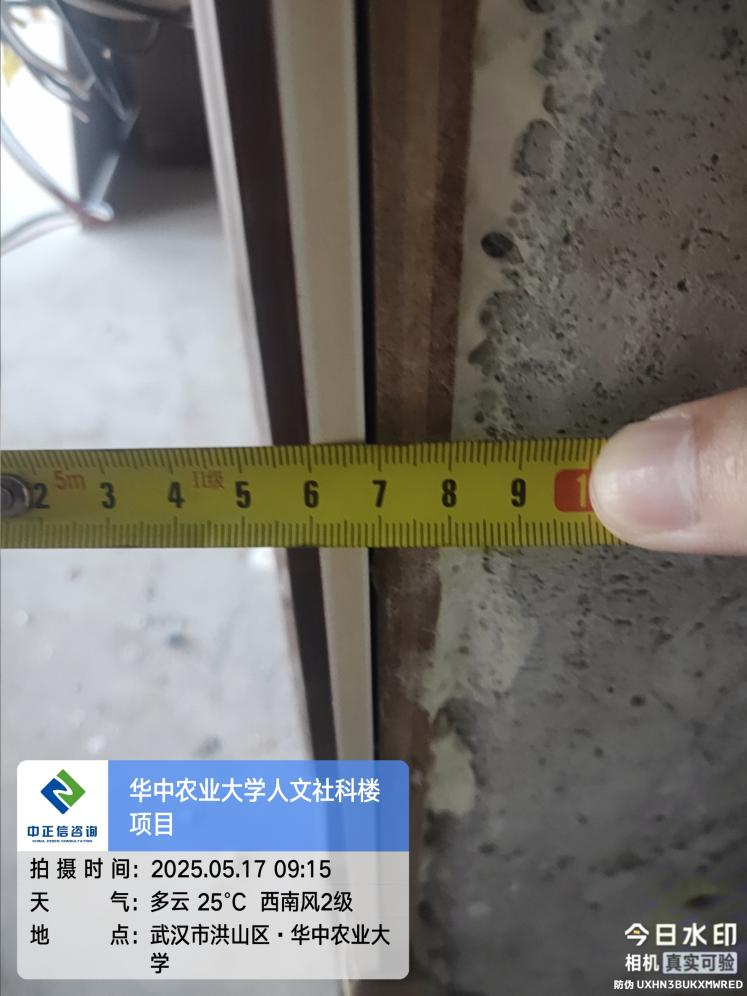 5m
II级
2 3 4 5 6 7 8 9 1
中正信咨询
华中农业大学人文社科楼
项目
拍摄时间：2025.05.17 09:15
天气：多云 25°C 西南风2级
地点：武汉市洪山区·华中农业大
学
今日水印
相机真实可验
防伪 UXHN3BUKXMWRED